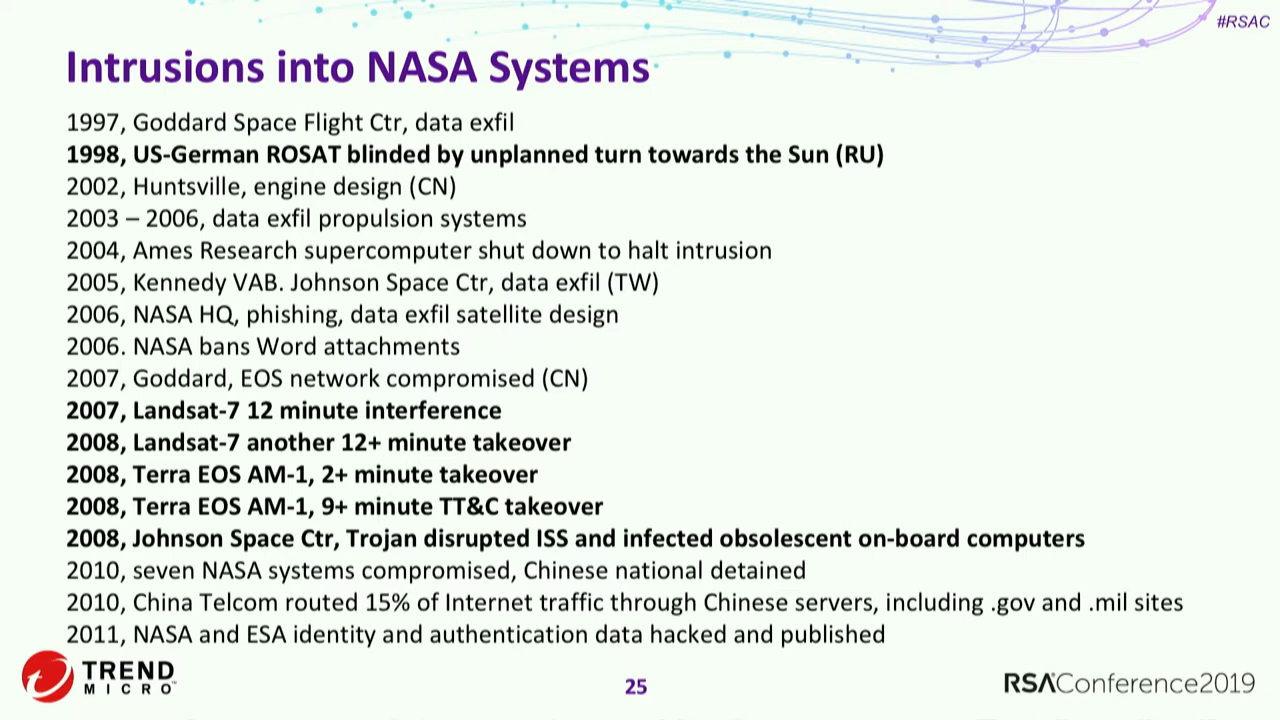 #RSAC
Intrusions into NASA Systems
1997, Goddard Space Flight Ctr, data exfil
1998, US-German ROSAT blinded by unplanned turn towards the Sun (RU)
2002, Huntsville, engine design (CN)
2003 – 2006, data exfil propulsion systems
2004, Ames Research supercomputer shut down to halt intrusion
2005, Kennedy VAB. Johnson Space Ctr, data exfil (TW)
2006, NASA HQ, phishing, data exfil satellite design
2006. NASA bans Word attachments
2007, Goddard, EOS network compromised (CN)
2007, Landsat-7 12 minute interference
2008, Landsat-7 another 12+ minute takeover
2008, Terra EOS AM-1, 2+ minute takeover
2008, Terra EOS AM-1, 9+ minute TT&C takeover
2008, Johnson Space Ctr, Trojan disrupted ISS and infected obsolescent on-board computers
2010, seven NASA systems compromised, Chinese national detained
2010, China Telcom routed 15% of Internet traffic through Chinese servers, including .gov and .mil sites
2011, NASA and ESA identity and authentication data hacked and published
TREND
MICRO™
25
RSAConference2019